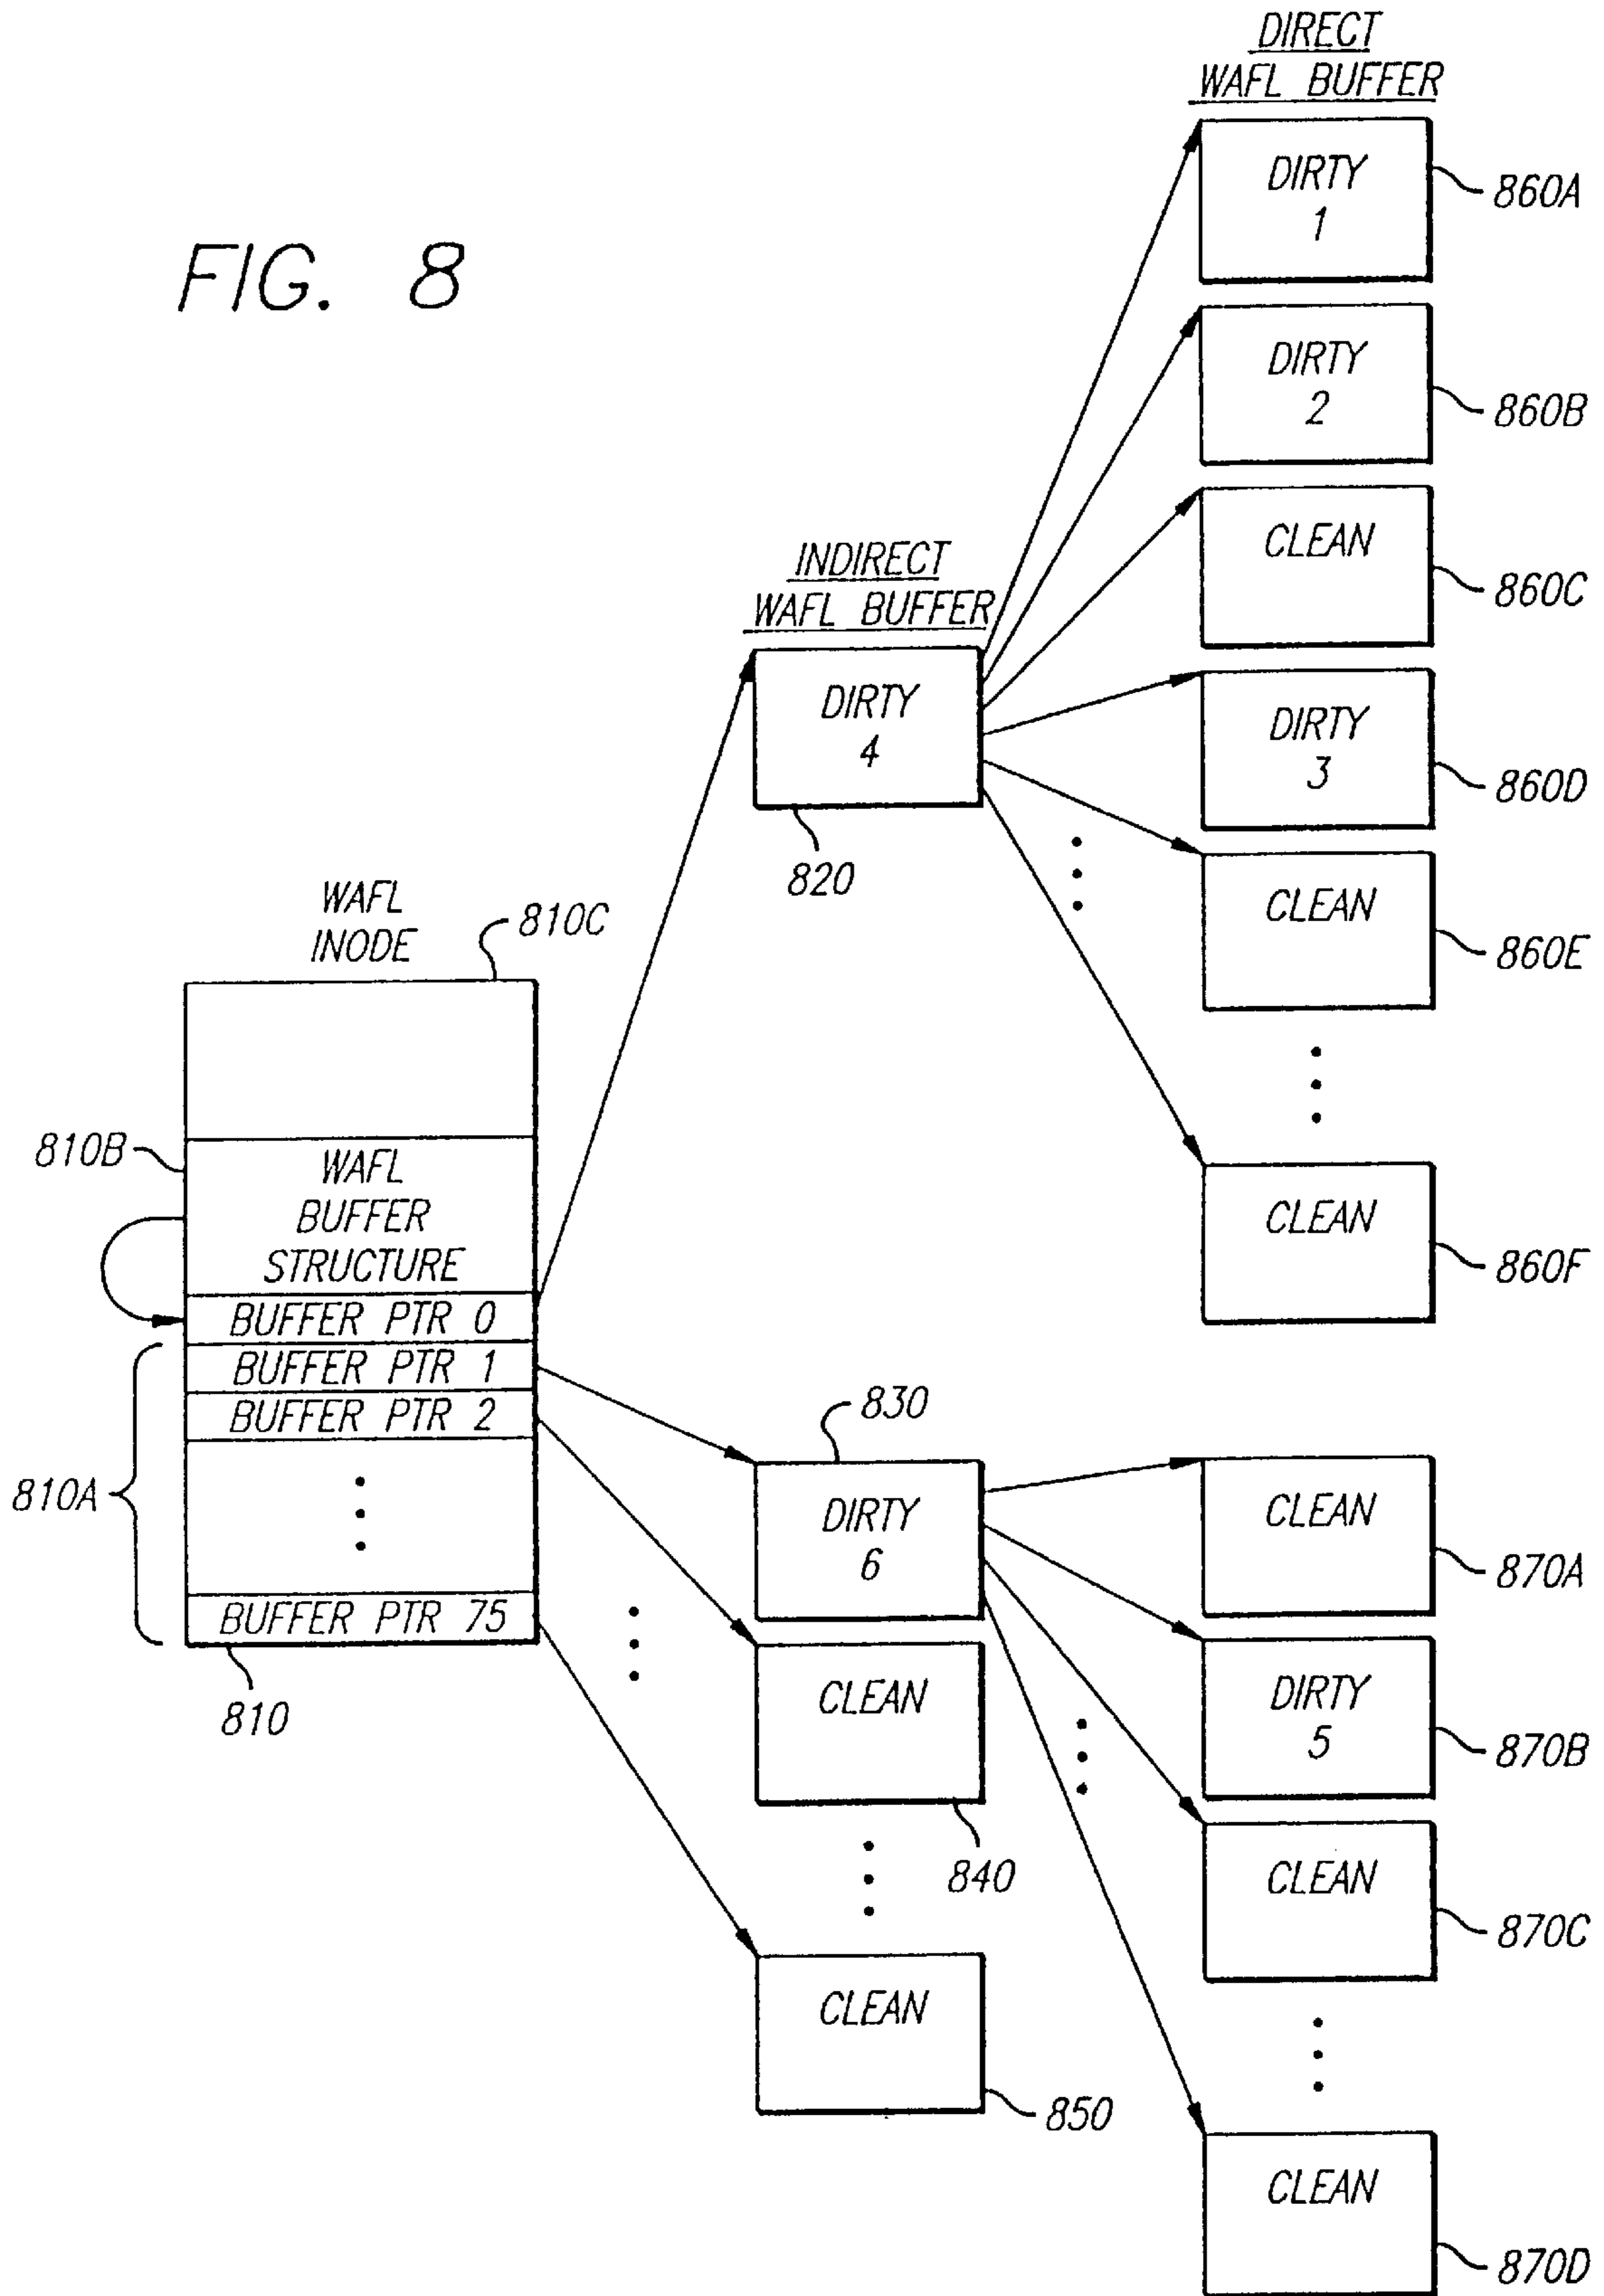 FIG. 8
DIRECT
WAFL BUFFER
DIRTY
1
860A
DIRTY
2
860B
CLEAN
860C
DIRTY
3
860D
CLEAN
860E
CLEAN
860F
INDIRECT
WAFL BUFFER
DIRTY
4
820
WAFL
INODE
810C
810B
WAFL
BUFFER
STRUCTURE
BUFFER PTR 0
BUFFER PTR 1
BUFFER PTR 2
810A
BUFFER PTR 75
810
830
DIRTY
6
CLEAN
840
CLEAN
850
CLEAN
870A
DIRTY
5
870B
CLEAN
870C
CLEAN
870D